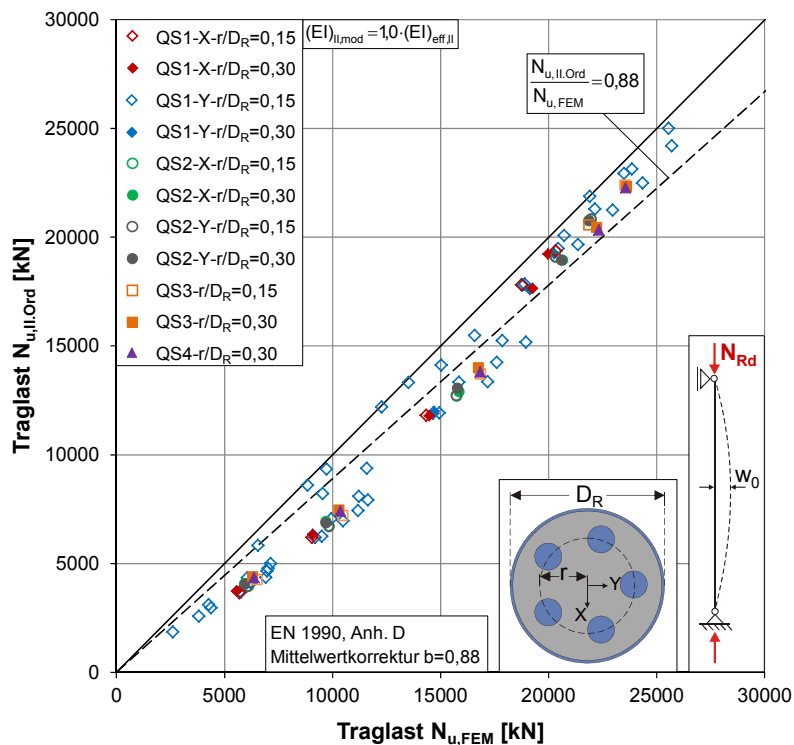 30000
25000
20000
15000
10000
5000
0
Traglast N_u,II.Ord [kN]
QS1-X-r/D_R=0,15
QS1-X-r/D_R=0,30
QS1-Y-r/D_R=0,15
QS1-Y-r/D_R=0,30
QS2-X-r/D_R=0,15
QS2-X-r/D_R=0,30
QS2-Y-r/D_R=0,15
QS2-Y-r/D_R=0,30
QS3-r/D_R=0,15
QS3-r/D_R=0,30
QS4-r/D_R=0,30
(EI)_II,mod =1,0·(EI)_eff,II
N_u,II.Ord
N_u,FEM
=0,88
N_Rd
w_0
D_R
r
Y
X
EN 1990, Anh. D
Mittelwertkorrektur b=0,88
0 5000 10000 15000 20000 25000 30000
Traglast N_u,FEM [kN]